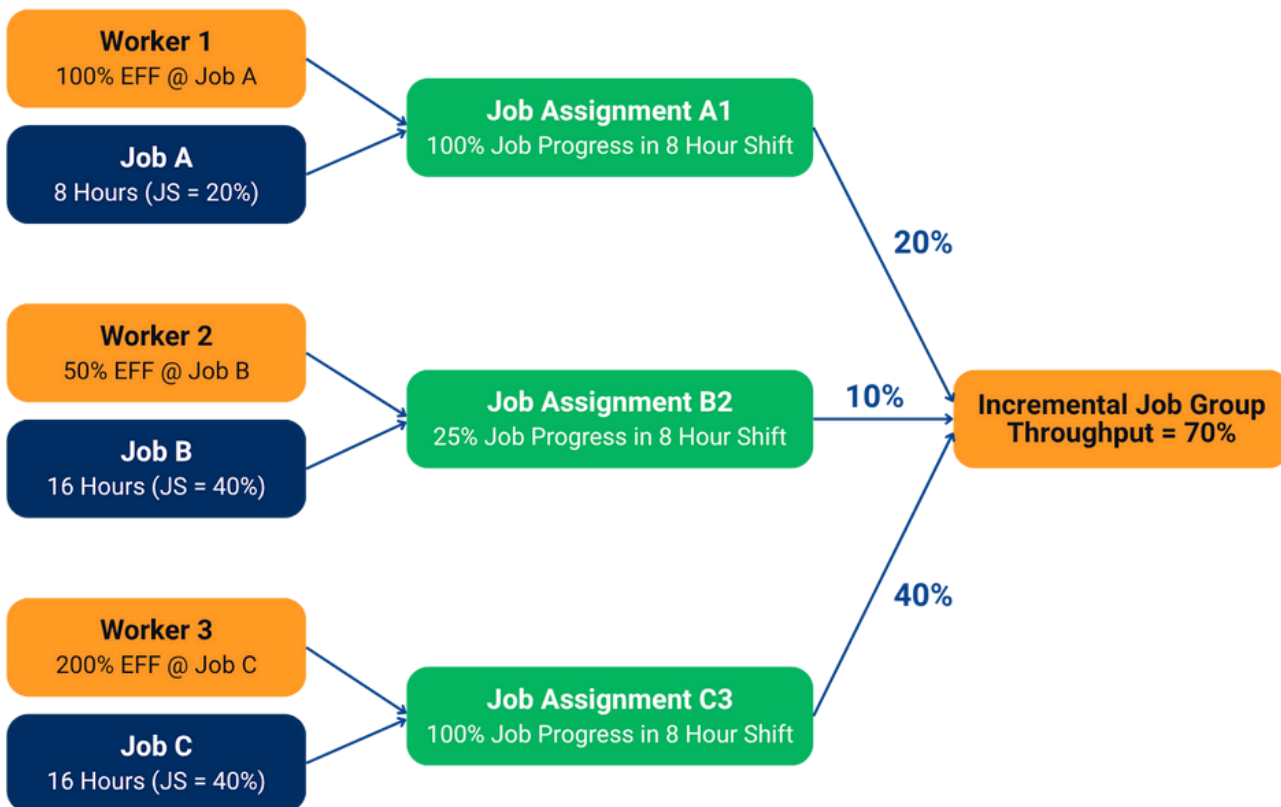 Worker 1
100% EFF @ Job A
Job A
8 Hours (JS = 20%)
Job Assignment A1
100% Job Progress in 8 Hour Shift
20%
Worker 2
50% EFF @ Job B
Job B
16 Hours (JS = 40%)
Job Assignment B2
25% Job Progress in 8 Hour Shift
10%
Incremental Job Group
Throughput = 70%
Worker 3
200% EFF @ Job C
Job C
16 Hours (JS = 40%)
Job Assignment C3
100% Job Progress in 8 Hour Shift
40%